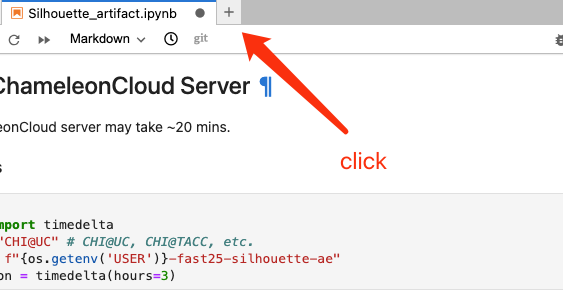 Silhouette_artifact.ipynb
+
Markdown
git
ChameleonCloud Server ¶
eonCloud server may take ~20 mins.
click
s
mport timedelta
"CHI@UC" # CHI@UC, CHI@TACC, etc.
f"{os.getenv('USER')}-fast25-silhouette-ae"
on = timedelta(hours=3)